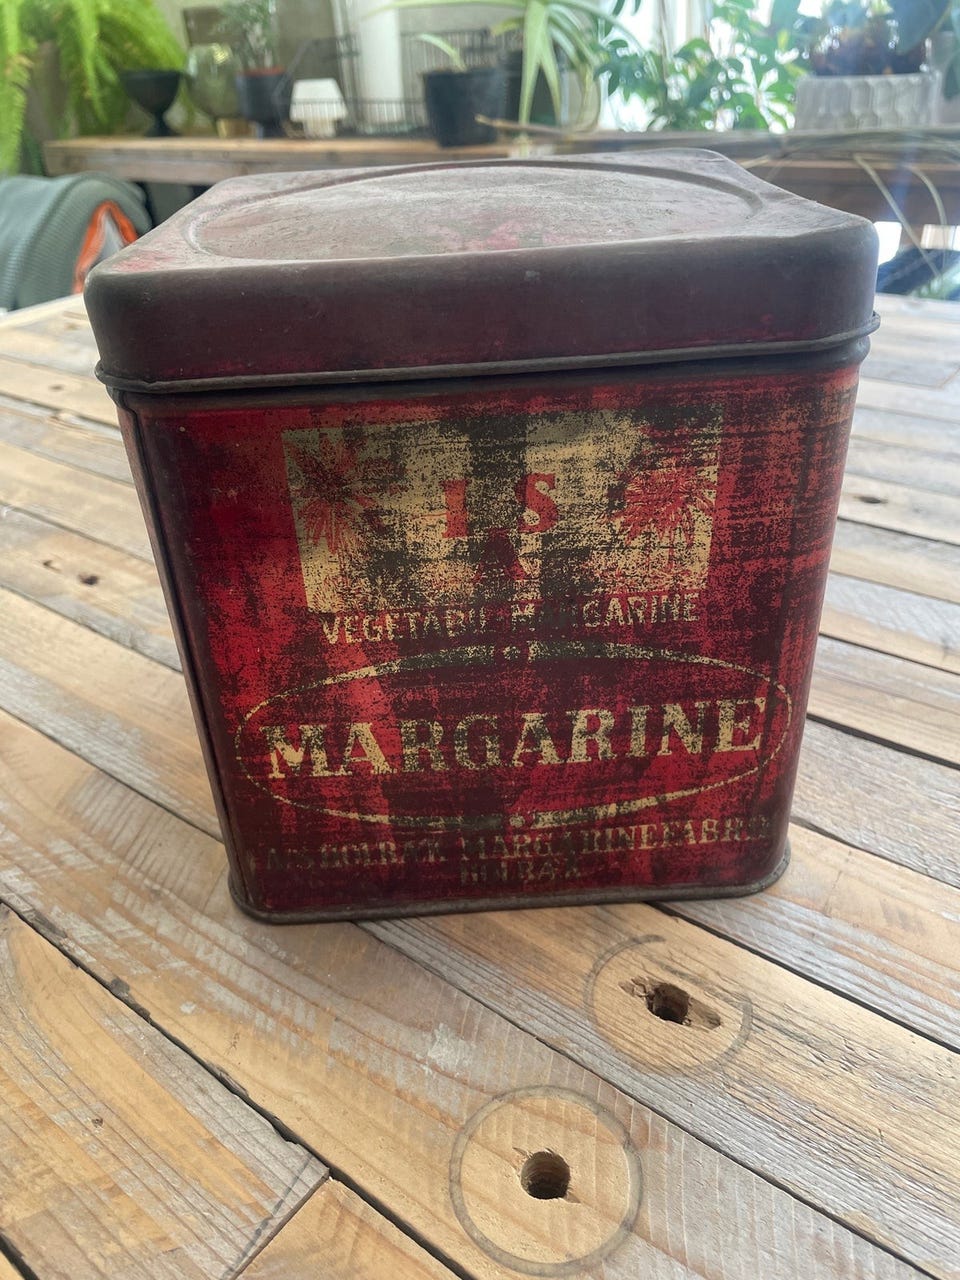 I S
A
VEGETABIL MARGARINE
MARGARINE
A/S HOLBÆK MARGARINEFABRIK
HOLBÆK